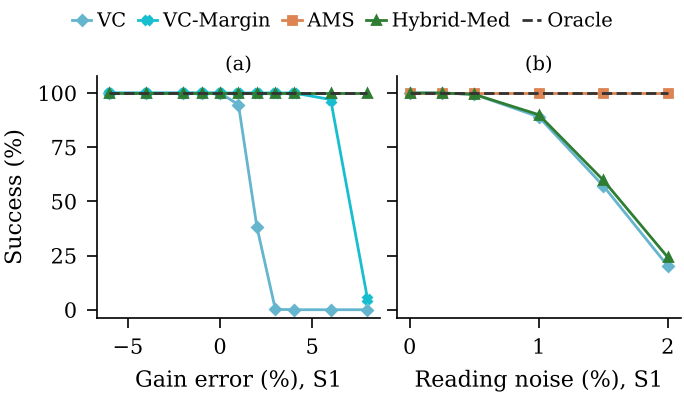 VC VC-Margin AMS Hybrid-Med Oracle
(a) (b)
Success (%)
100
75
50
25
0
−5 0 5
0 1 2
Gain error (%), S1 Reading noise (%), S1